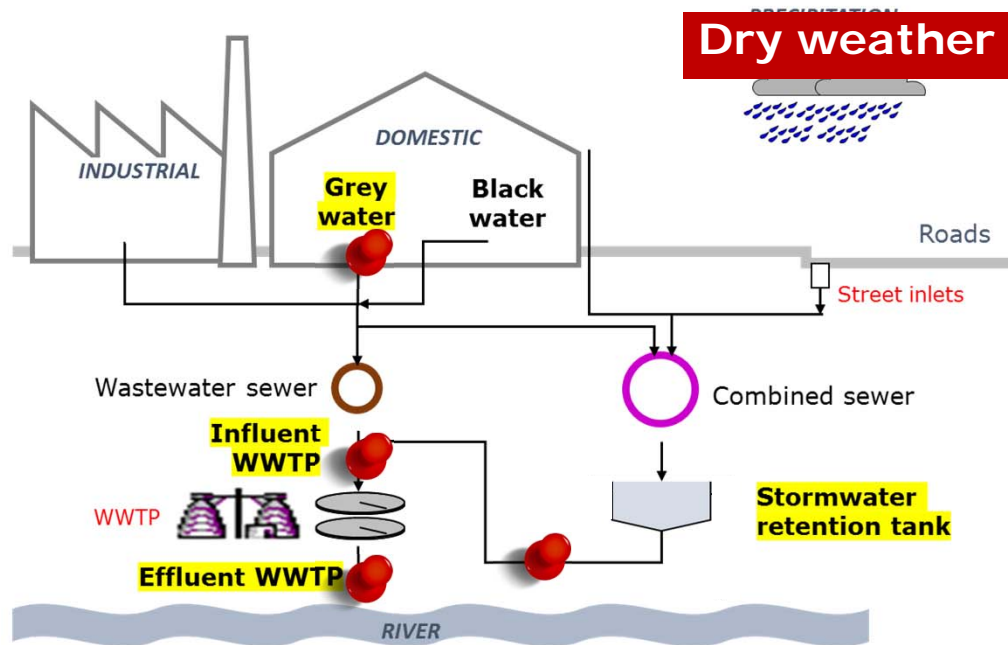 PRECIPITATION
Dry weather
DOMESTIC
INDUSTRIAL
Grey
water
Black
water
Roads
Street inlets
Wastewater sewer
Combined sewer
Influent
WWTP
WWTP
Stormwater
retention tank
Effluent WWTP
RIVER